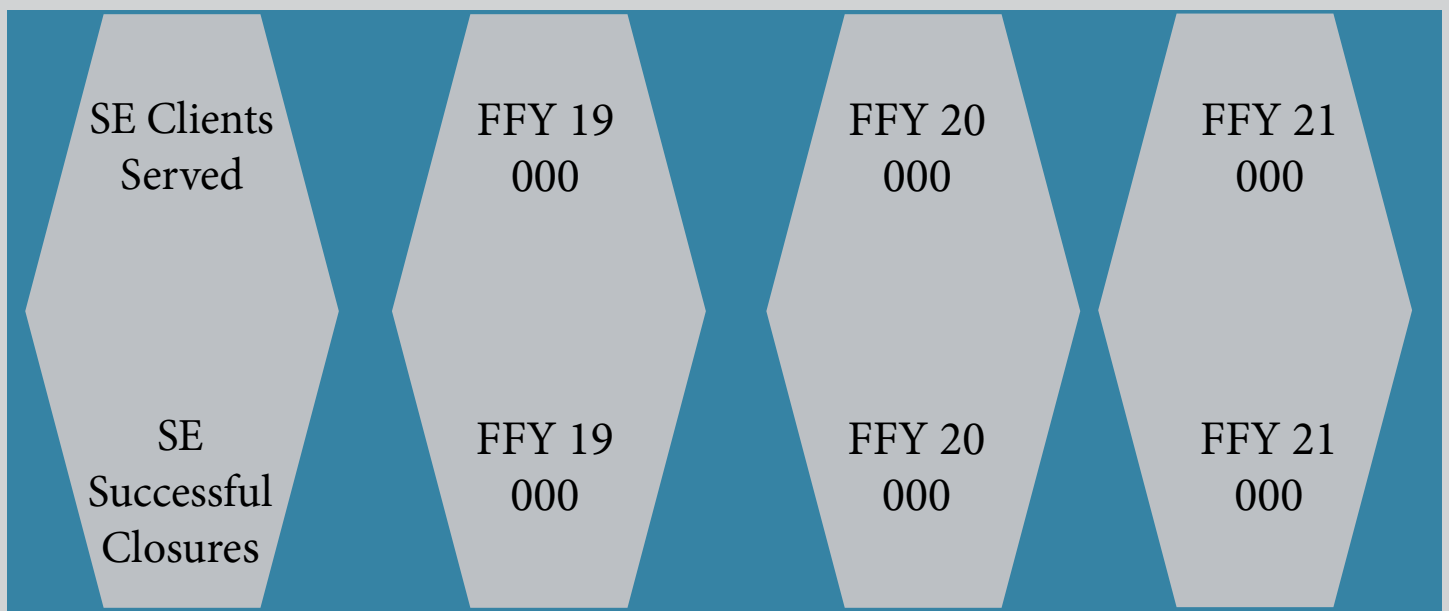 SE Clients
Served
FFY 19
000
FFY 20
000
FFY 21
000
SE
Successful
Closures
FFY 19
000
FFY 20
000
FFY 21
000